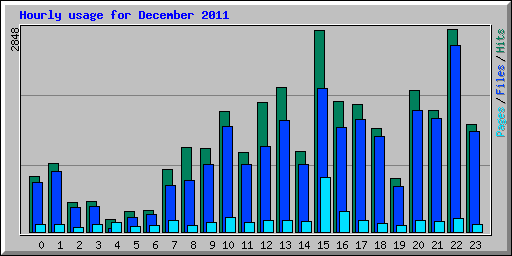 Hourly usage for December 2011
2848
Pages/Files/Hits
0 1 2 3 4 5 6 7 8 9 10 11 12 13 14 15 16 17 18 19 20 21 22 23